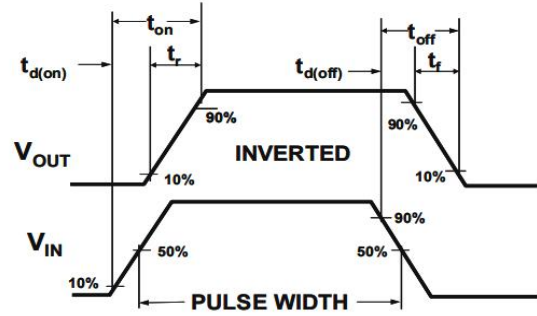 t_on
t_off
t_d(on)
t_r
t_d(off)
t_f
90%
90%
V_OUT
INVERTED
10%
10%
V_IN
50%
90%
50%
10%
PULSE WIDTH